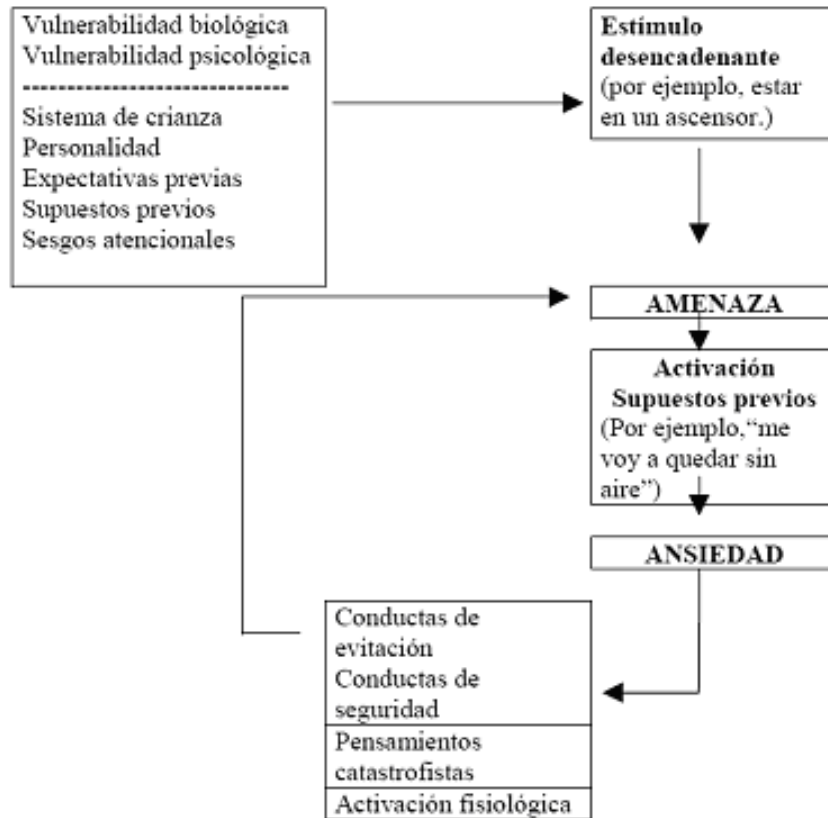 Vulnerabilidad biológica
Vulnerabilidad psicológica
-----------------------------
Sistema de crianza
Personalidad
Expectativas previas
Supuestos previos
Sesgos atencionales
Estímulo
desencadenante
(por ejemplo, estar
en un ascensor.)
AMENAZA
Activación
Supuestos previos
(Por ejemplo,“me
voy a quedar sin
aire”)
ANSIEDAD
Conductas de
evitación
Conductas de
seguridad
Pensamientos
catastrofistas
Activación fisiológica